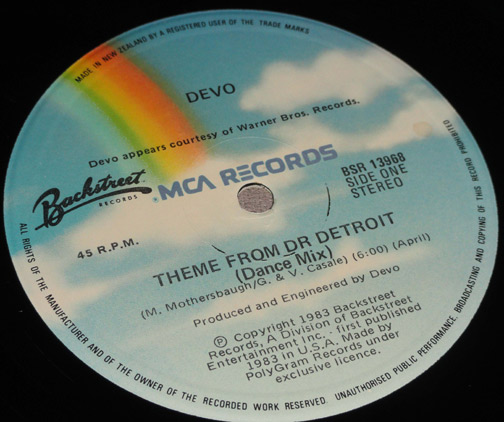 MADE IN NEW ZEALAND BY A REGISTERED USER OF THE TRADE MARKS
DEVO
Devo appears courtesy of Warner Bros. Records.
Backstreet
RECORDS
MCA RECORDS
BSR 13968
SIDE ONE
STEREO
45 R.P.M.
THEME FROM DR DETROIT
(Dance Mix)
(M. Mothersbaugh/G. & V. Casale) (6:00) (April)
Produced and Engineered by Devo
Ⓟ Copyright 1983 Backstreet
Records, A Division of Backstreet
Entertainment Inc., : first published
1983 in U.S.A. Made by
PolyGram Records under
exclusive licence.
ALL RIGHTS OF THE MANUFACTURER AND OF THE OWNER OF THE RECORDED WORK RESERVED. UNAUTHORISED PUBLIC PERFORMANCE, BROADCASTING AND COPYING OF THIS RECORD PROHIBITED